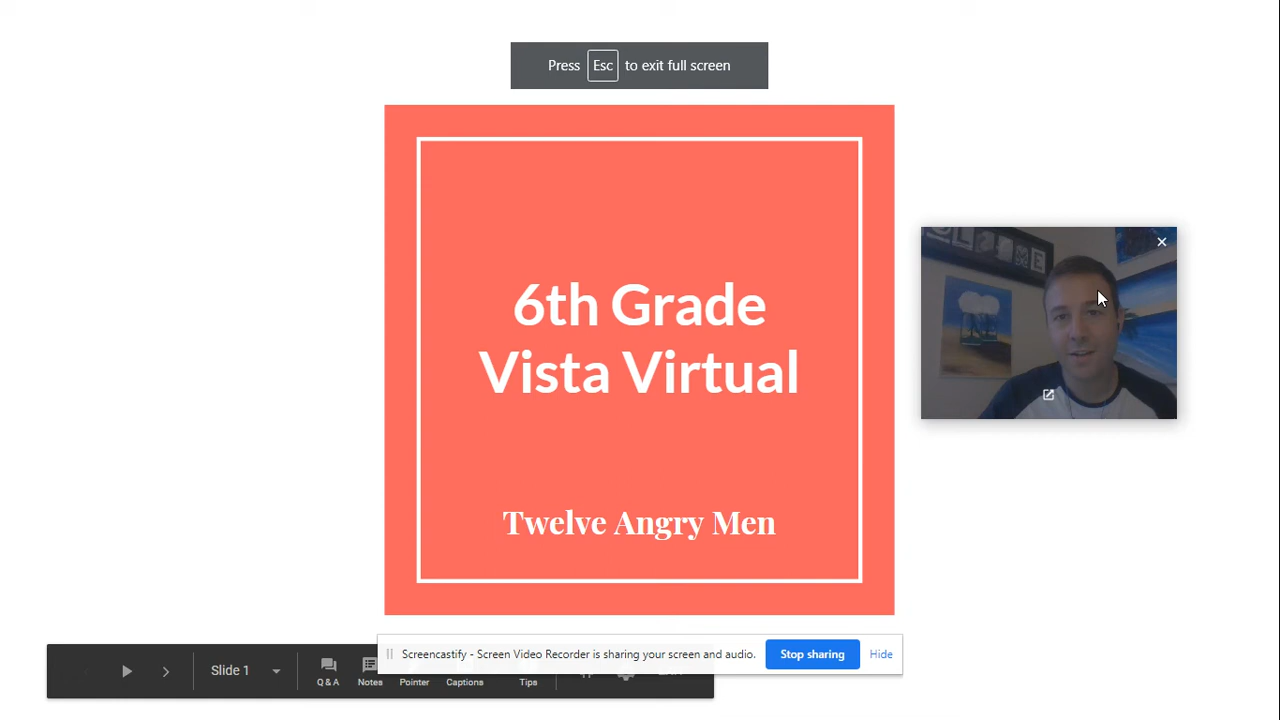 Press Esc to exit full screen
6th Grade
Vista Virtual
Twelve Angry Men
Screencastify - Screen Video Recorder is sharing your screen and audio.
Stop sharing
Hide
Slide 1
Q & A
Notes
Pointer
Captions
Tips